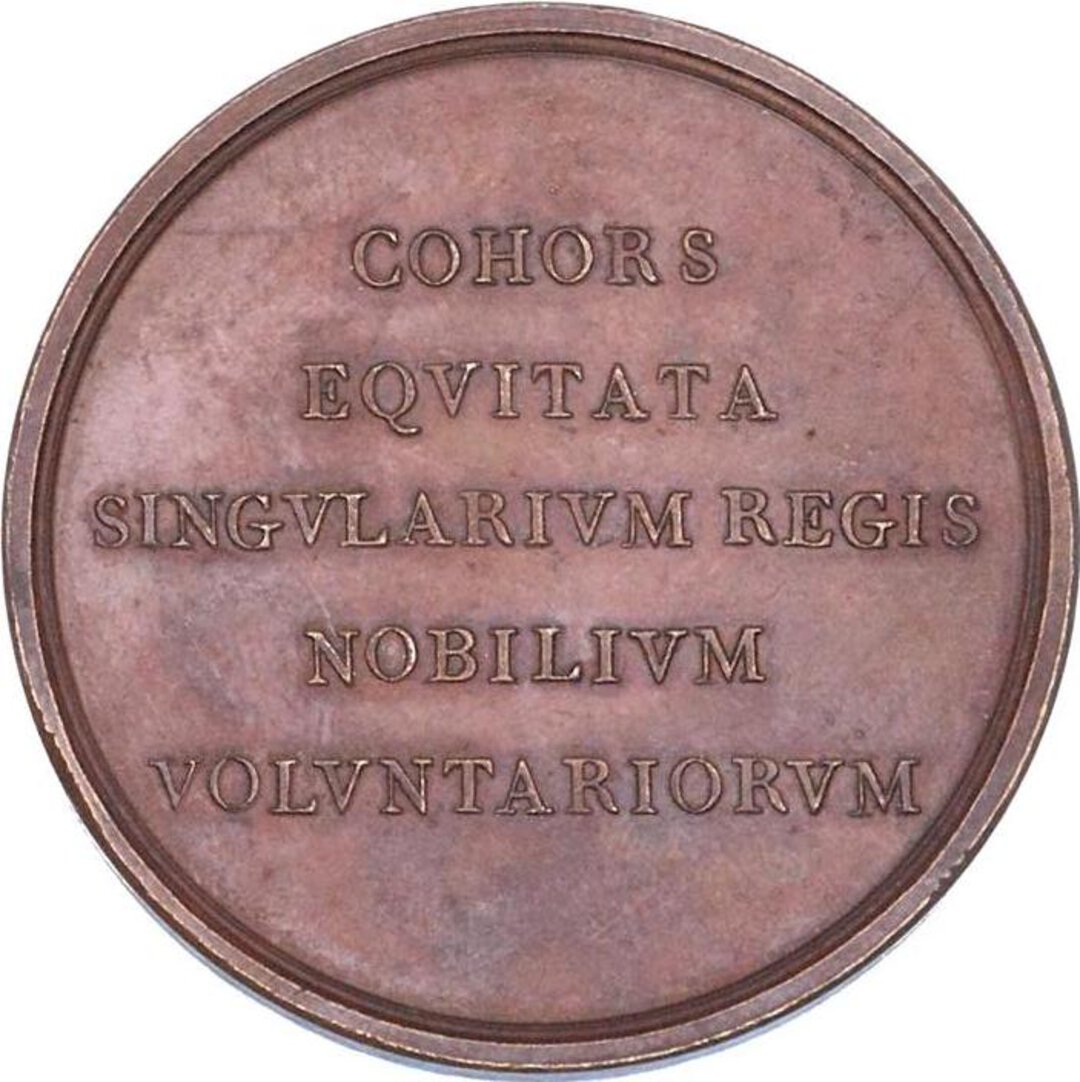 COHORS
EQVITATA
SINGVLARIVM REGIS
NOBILIVM
VOLVNTARIORVM